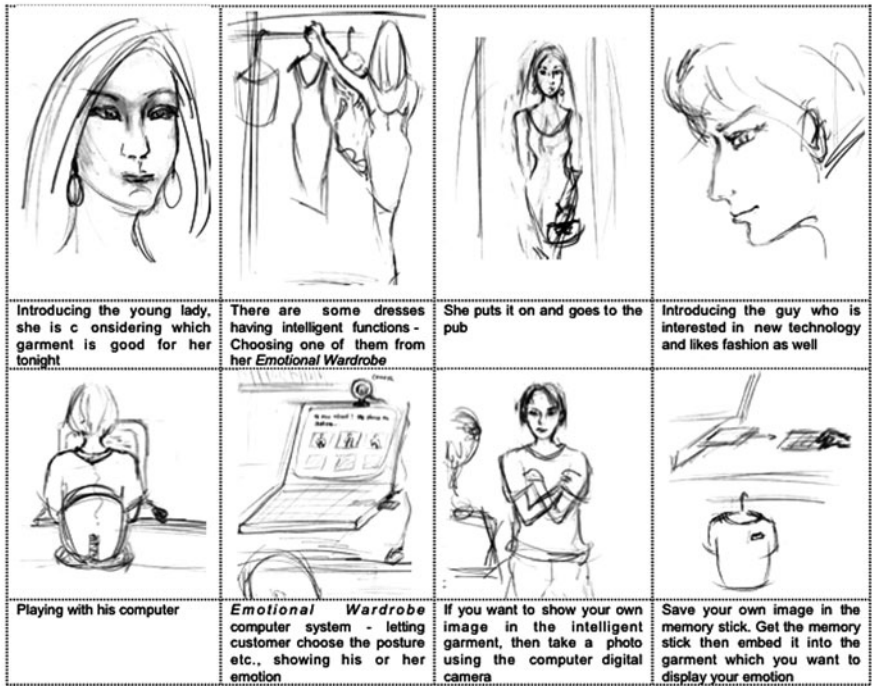 Introducing the young lady,
she is c onsidering which
garment is good for her
tonight
There are some dresses
having intelligent functions -
Choosing one of them from
her Emotional Wardrobe
She puts it on and goes to the
pub
Introducing the guy who is
interested in new technology
and likes fashion as well
Playing with his computer
Emotional Wardrobe
computer system - letting
customer choose the posture
etc., showing his or her
emotion
If you want to show your own
image in the intelligent
garment, then take a photo
using the computer digital
camera
Save your own image in the
memory stick. Get the memory
stick then embed it into the
garment which you want to
display your emotion